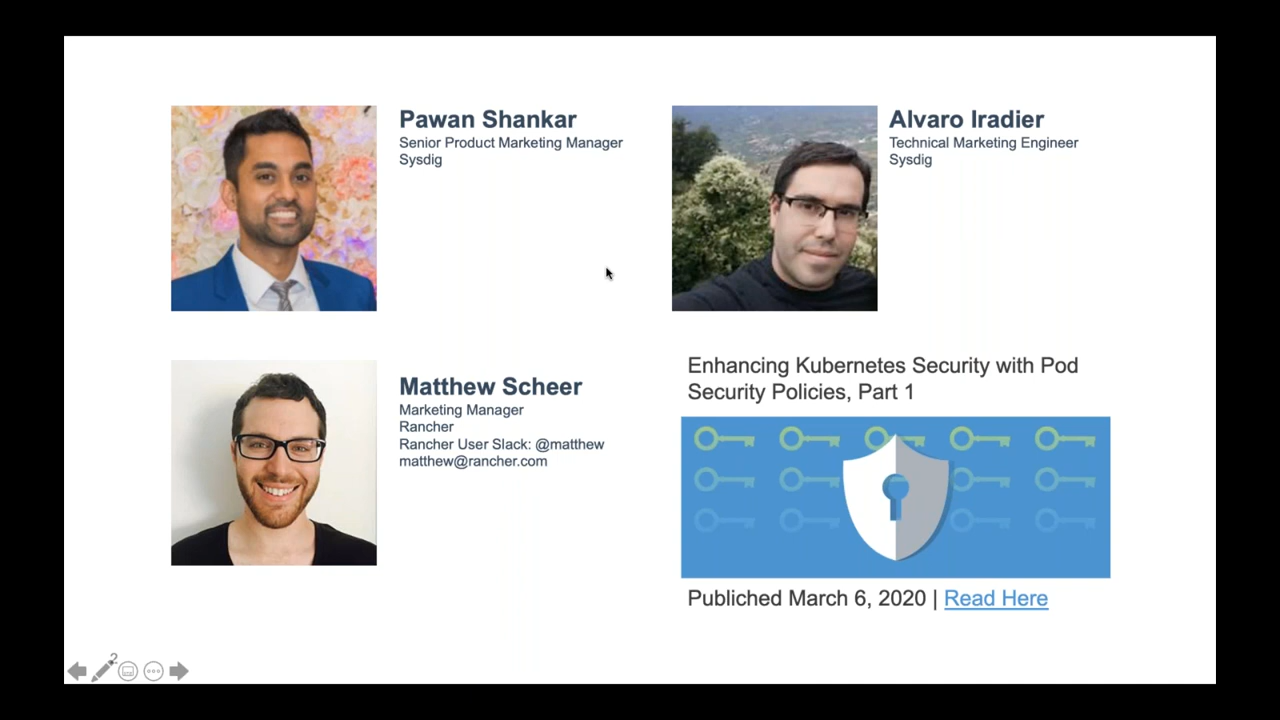 Pawan Shankar
Senior Product Marketing Manager
Sysdig
Alvaro Iradier
Technical Marketing Engineer
Sysdig
Matthew Scheer
Marketing Manager
Rancher
Rancher User Slack: @matthew
matthew@rancher.com
Enhancing Kubernetes Security with Pod
Security Policies, Part 1
Publiched March 6, 2020 | Read Here